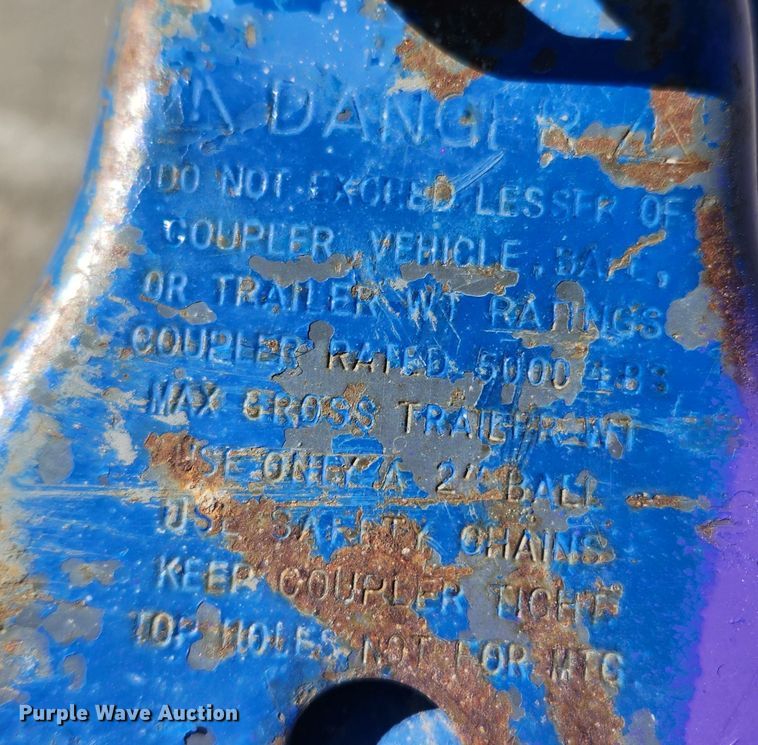 DANGER
DO NOT EXCEED LESSER OF
COUPLER, VEHICLE, BALL,
OR TRAILER WT RATINGS
COUPLER RATED 5000 LBS
MAX GROSS TRAILER WT
USE ONLY A 2" BALL
USE SAFETY CHAINS
KEEP COUPLER TIGHT
TOP HOLES NOT FOR MTG
Purple Wave Auction